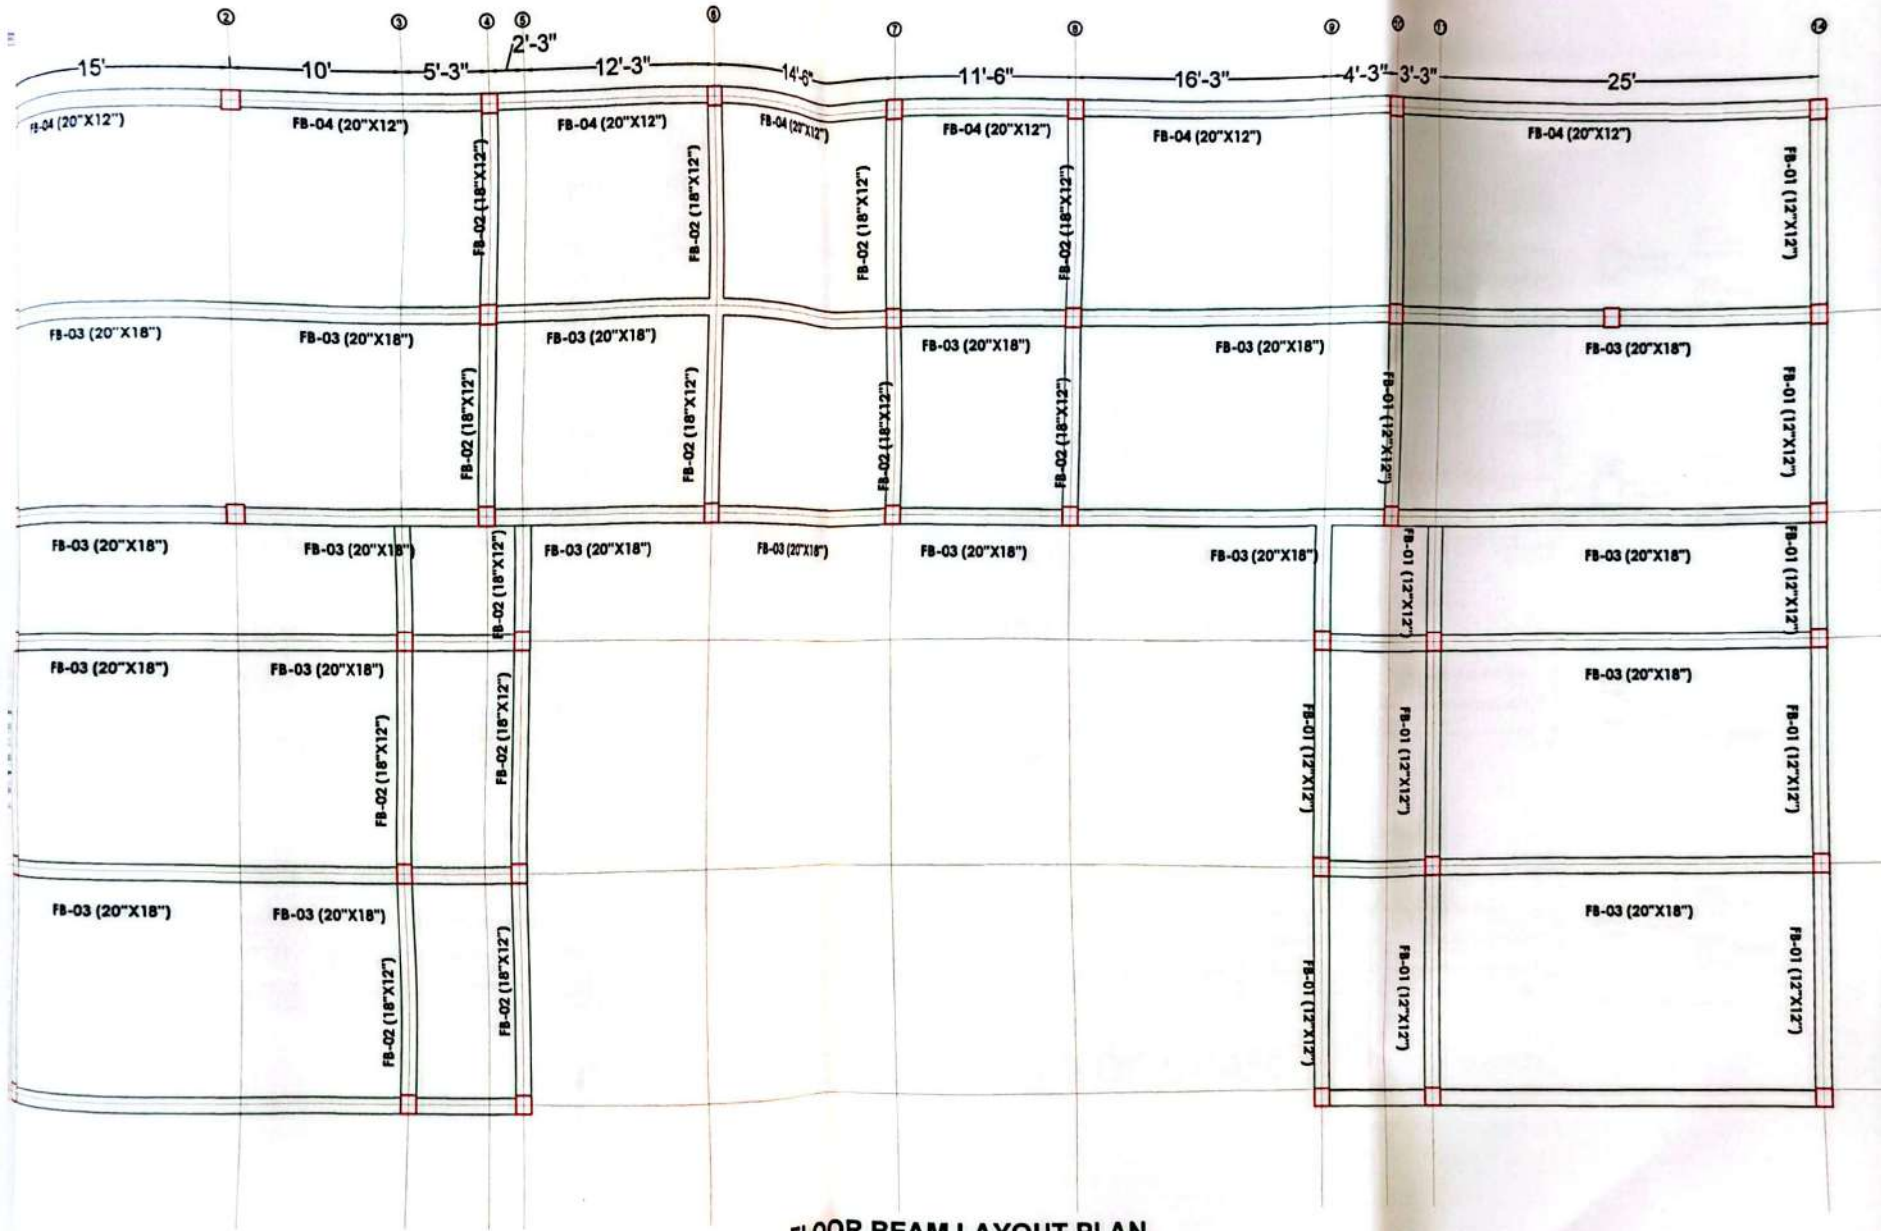 ② ③ ④ ⑤ ⑥ ⑦ ⑧ ⑨ ⑩ ⑪ ⑭
2'-3"
15' 10' 5'-3" 12'-3" 14'-6" 11'-6" 16'-3" 4'-3" 3'-3" 25'
FB-04 (20"X12") FB-04 (20"X12") FB-04 (20"X12") FB-04 (20"X12") FB-04 (20"X12") FB-04 (20"X12") FB-04 (20"X12")
FB-02 (18"X12")
FB-02 (18"X12")
FB-02 (18"X12")
FB-02 (18"X12")
FB-01 (12"X12")
FB-03 (20"X18") FB-03 (20"X18") FB-03 (20"X18") FB-03 (20"X18") FB-03 (20"X18") FB-03 (20"X18")
FB-02 (18"X12")
FB-02 (18"X12")
FB-02 (18"X12")
FB-02 (18"X12")
FB-01 (12"X12")
FB-01 (12"X12")
FB-03 (20"X18") FB-03 (20"X18") FB-03 (20"X18") FB-03 (20"X18") FB-03 (20"X18") FB-03 (20"X18") FB-03 (20"X18")
FB-02 (18"X12")
FB-01 (12"X12")
FB-01 (12"X12")
FB-03 (20"X18") FB-03 (20"X18") FB-03 (20"X18")
FB-02 (18"X12")
FB-02 (18"X12")
FB-01 (12"X12")
FB-01 (12"X12")
FB-01 (12"X12")
FB-03 (20"X18") FB-03 (20"X18") FB-03 (20"X18")
FB-02 (18"X12")
FB-02 (18"X12")
FB-01 (12"X12")
FB-01 (12"X12")
FB-01 (12"X12")
FLOOR BEAM LAYOUT PLAN